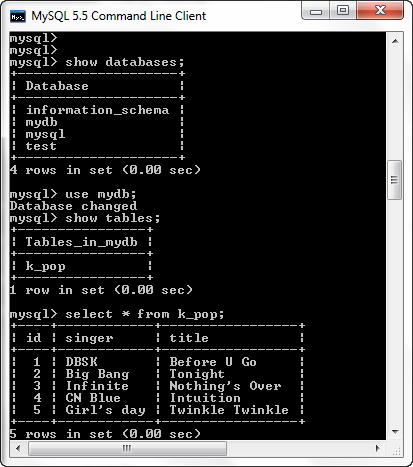 MySQL 5.5 Command Line Client
mysql>
mysql>
mysql> show databases;
+--------------------+
| Database           |
+--------------------+
| information_schema |
| mydb               |
| mysql              |
| test               |
+--------------------+
4 rows in set (0.00 sec)
mysql> use mydb;
Database changed
mysql> show tables;
+----------------+
| Tables_in_mydb |
+----------------+
| k_pop          |
+----------------+
1 row in set (0.00 sec)
mysql> select * from k_pop;
+----+------------+-----------------+
| id | singer     | title           |
+----+------------+-----------------+
|  1 | DBSK       | Before U Go     |
|  2 | Big Bang   | Tonight         |
|  3 | Infinite   | Nothing's Over  |
|  4 | CN Blue    | Intuition       |
|  5 | Girl's day | Twinkle Twinkle |
+----+------------+-----------------+
5 rows in set (0.00 sec)